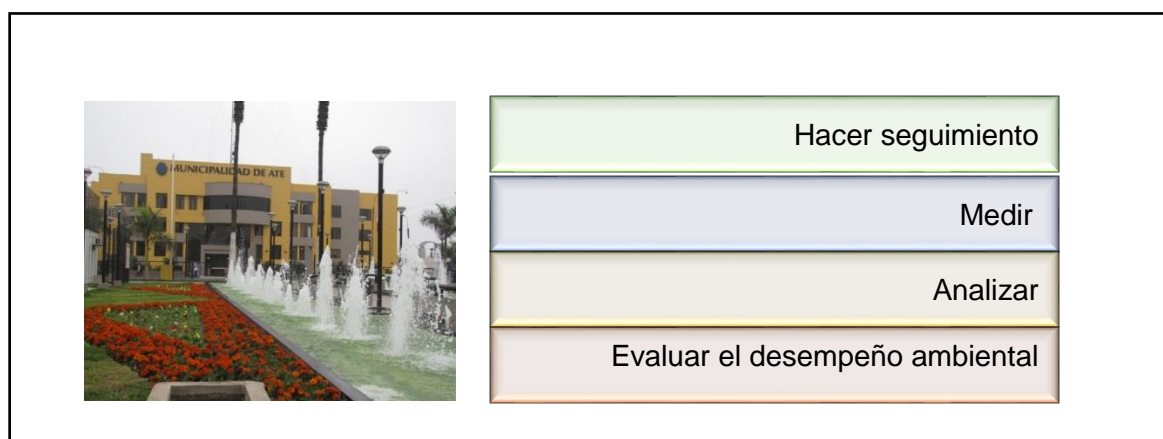 MUNICIPALIDAD DE ATE
Hacer seguimiento
Medir
Analizar
Evaluar el desempeño ambiental